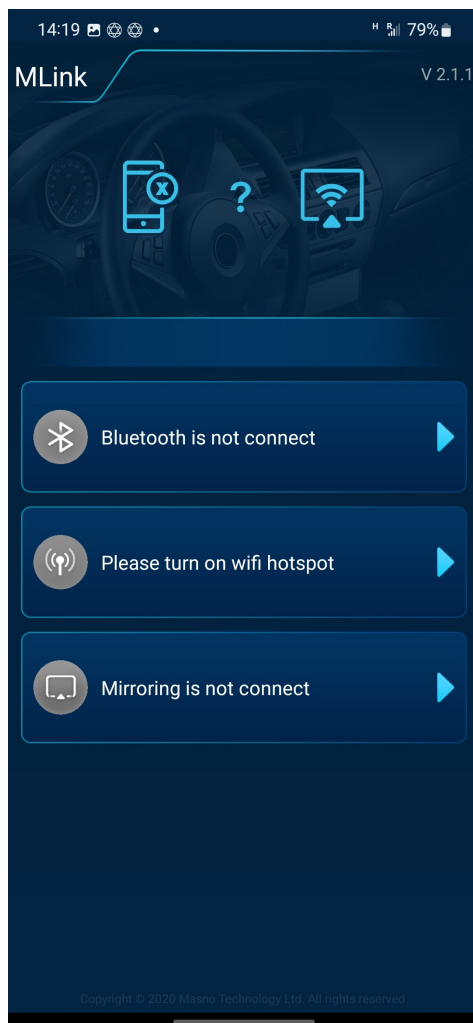 14:19 H R 79%
MLink
V 2.1.1
X ?
Bluetooth is not connect
Please turn on wifi hotspot
Mirroring is not connect
Copyright © 2020 Masno Technology Ltd. All rights reserved.